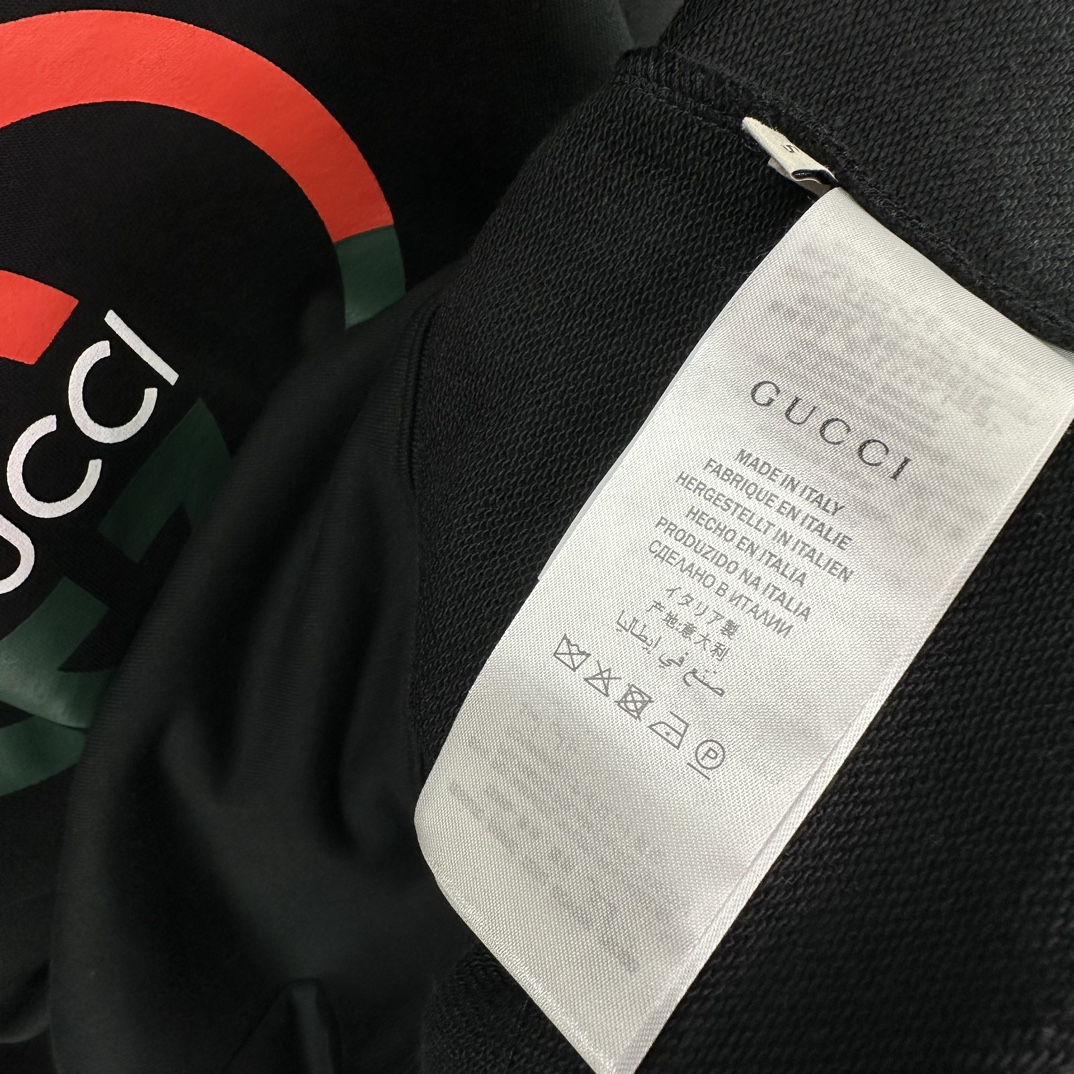 UCCI
S
GUCCI
MADE IN ITALY
FABRIQUE EN ITALIE
HERGESTELLT IN ITALIEN
HECHO EN ITALIA
PRODUZIDO NA ITALIA
СДЕЛАНО В ИТАЛИИ
イタリア製
产地:意大利
صنع في إيطاليا
P